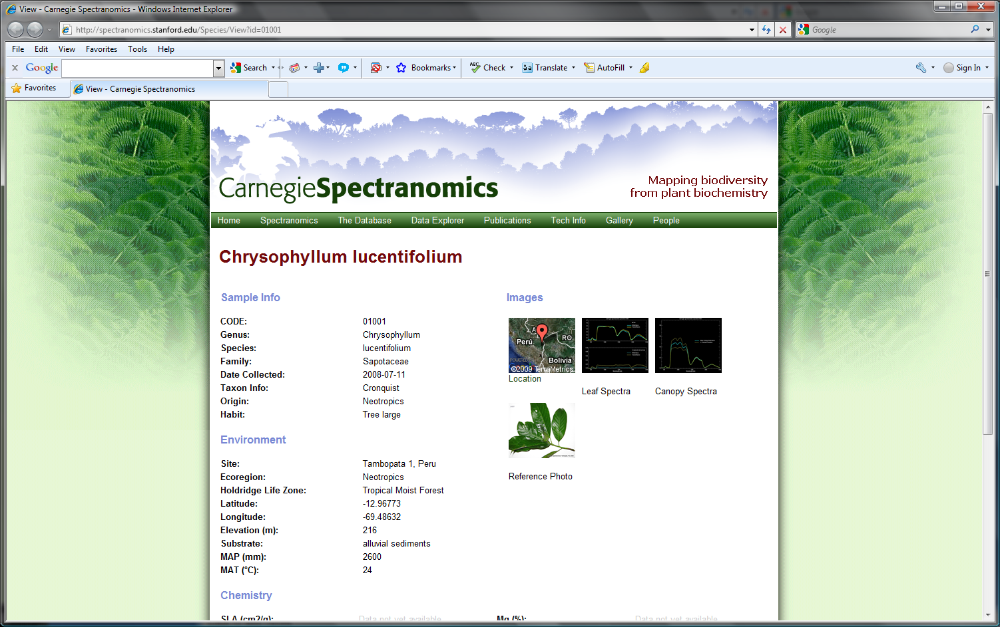 View - Carnegie Spectranomics - Windows Internet Explorer
http://spectranomics.stanford.edu/Species/View?id=01001
Google
File Edit View Favorites Tools Help
x Google Search Bookmarks ABC Check āa Translate AutoFill Sign In
Favorites View - Carnegie Spectranomics
CarnegieSpectranomics
Mapping biodiversity
from plant biochemistry
Home Spectranomics The Database Data Explorer Publications Tech Info Gallery People
Chrysophyllum lucentifolium
Sample Info
CODE: 01001
Genus: Chrysophyllum
Species: lucentifolium
Family: Sapotaceae
Date Collected: 2008-07-11
Taxon Info: Cronquist
Origin: Neotropics
Habit: Tree large
Environment
Site: Tambopata 1, Peru
Ecoregion: Neotropics
Holdridge Life Zone: Tropical Moist Forest
Latitude: -12.96773
Longitude: -69.48632
Elevation (m): 216
Substrate: alluvial sediments
MAP (mm): 2600
MAT (°C): 24
Chemistry
SLA (cm2/g): Data not yet available Mg (%): Data not yet available
Images
A RO
Perú
Bolivia
POWERED
©2009 TerraMetrics
Location
Leaf Spectra
Canopy Spectra
Reference Photo